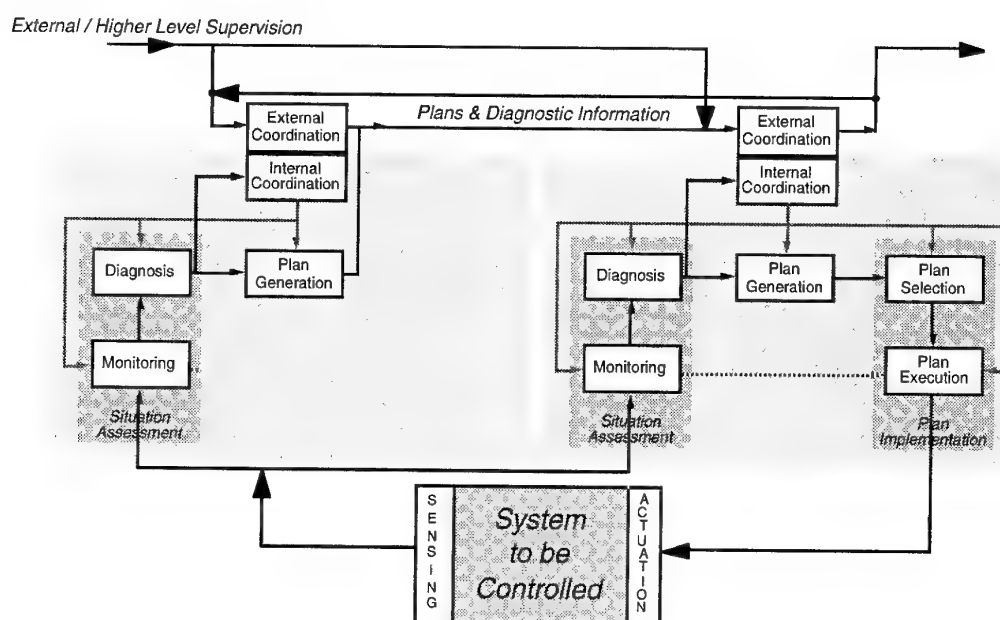 External / Higher Level Supervision
Plans & Diagnostic Information
External
Coordination
Internal
Coordination
Diagnosis
Plan
Generation
Monitoring
Situation
Assessment
External
Coordination
Internal
Coordination
Diagnosis
Plan
Generation
Plan
Selection
Monitoring
Plan
Execution
Situation
Assessment
Plan
Implementation
SENSING
System
to be
Controlled
ACTUATION